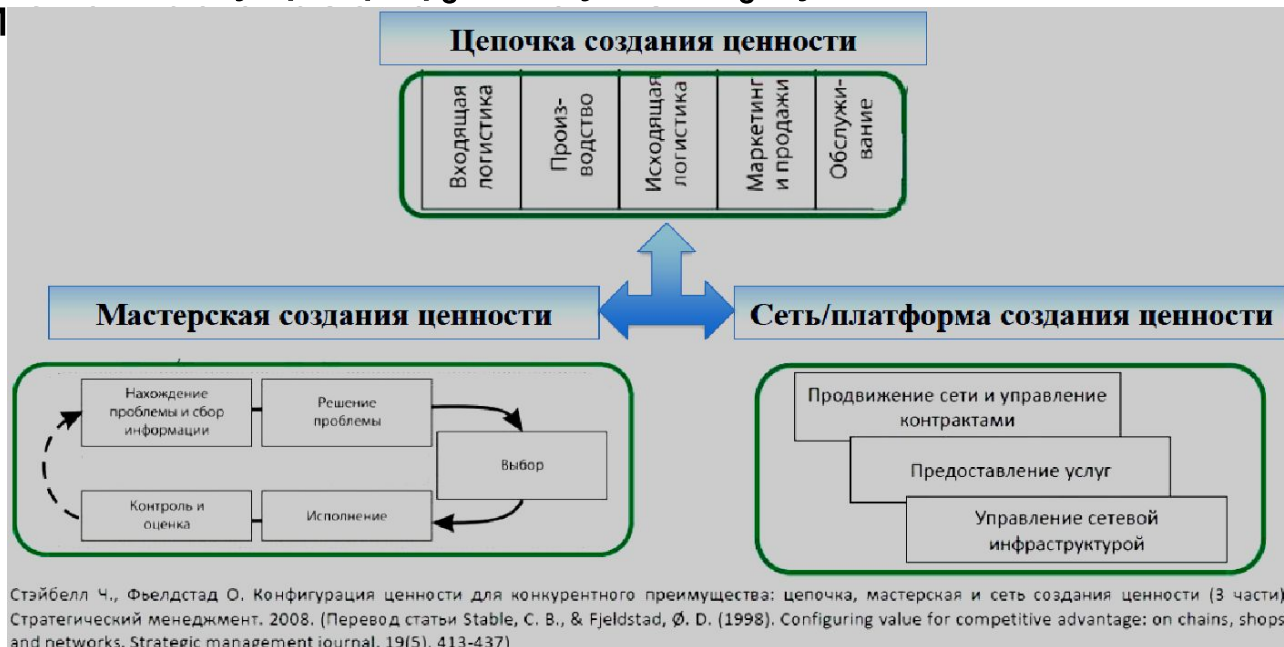 Цепочка создания ценности
Входящая
логистика
Произ-
водство
Исходящая
логистика
Маркетинг
и продажи
Обслужи-
вание
Мастерская создания ценности
Сеть/платформа создания ценности
Нахождение
проблемы и сбор
информации
Решение
проблемы
Выбор
Контроль и
оценка
Исполнение
Продвижение сети и управление
контрактами
Предоставление услуг
Управление сетевой
инфраструктурой
Стэйбелл Ч., Фьелдстад О. Конфигурация ценности для конкурентного преимущества: цепочка, мастерская и сеть создания ценности (3 части)
Стратегический менеджмент. 2008. (Перевод статьи Stable, C. B., & Fjeldstad, Ø. D. (1998). Configuring value for competitive advantage: on chains, shops
and networks. Strategic management journal, 19(5), 413-437)